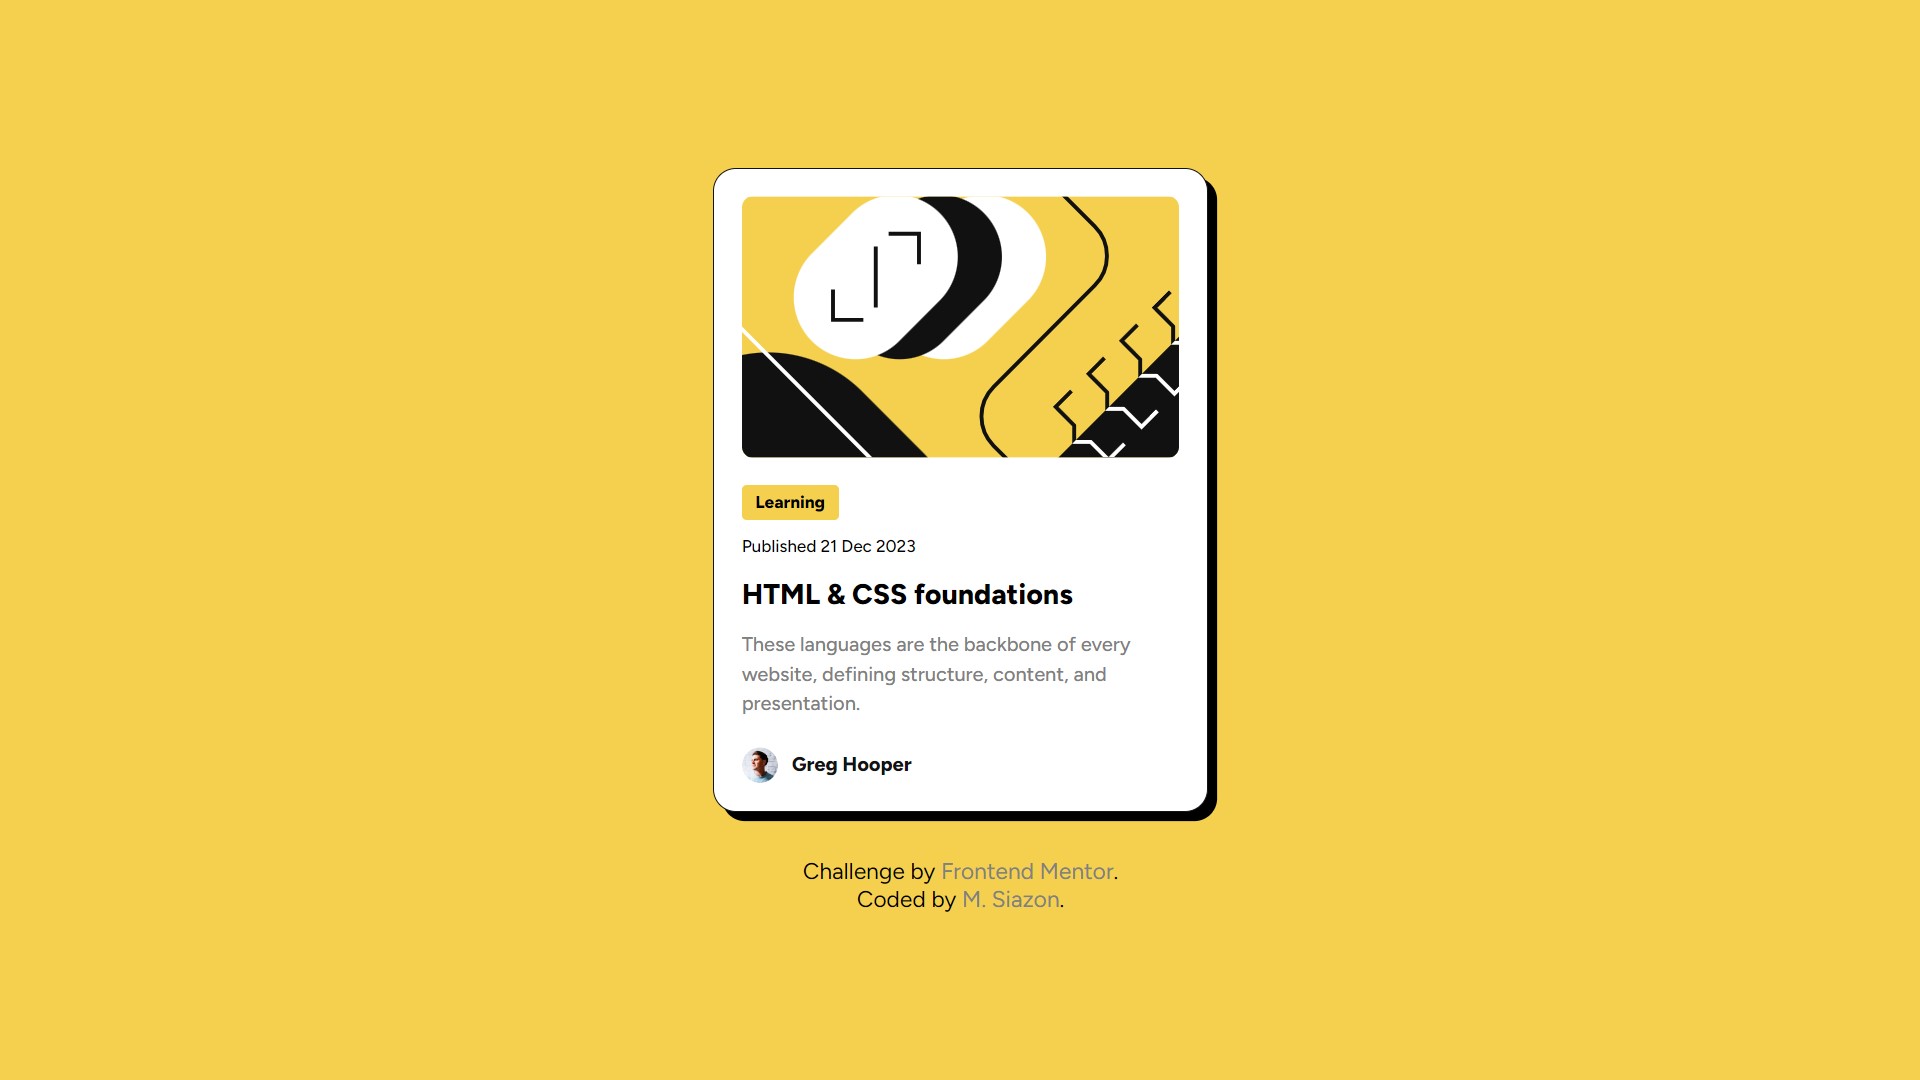 Learning
Published 21 Dec 2023
HTML & CSS foundations
These languages are the backbone of every
website, defining structure, content, and
presentation.
Greg Hooper
Challenge by Frontend Mentor.
Coded by M. Siazon.